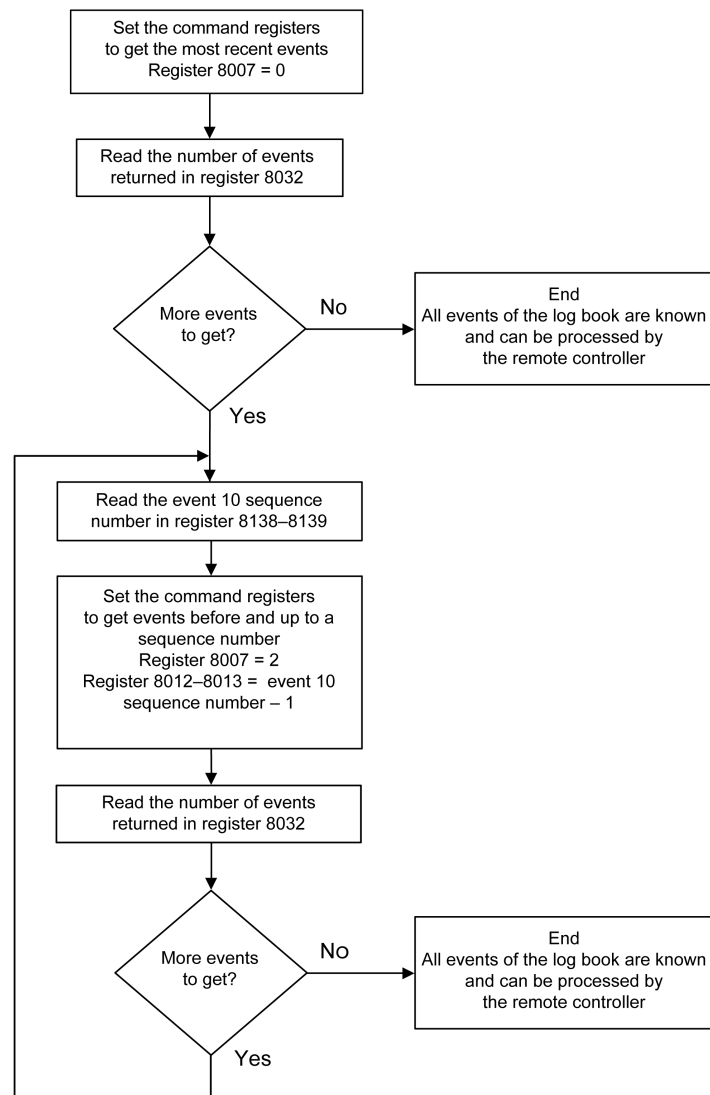 Set the command registers
to get the most recent events
Register 8007 = 0
Read the number of events
returned in register 8032
More events
to get?
No
End
All events of the log book are known
and can be processed by
the remote controller
Yes
Read the event 10 sequence
number in register 8138–8139
Set the command registers
to get events before and up to a
sequence number
Register 8007 = 2
Register 8012–8013 =  event 10
sequence number – 1
Read the number of events
returned in register 8032
More events
to get?
No
End
All events of the log book are known
and can be processed by
the remote controller
Yes